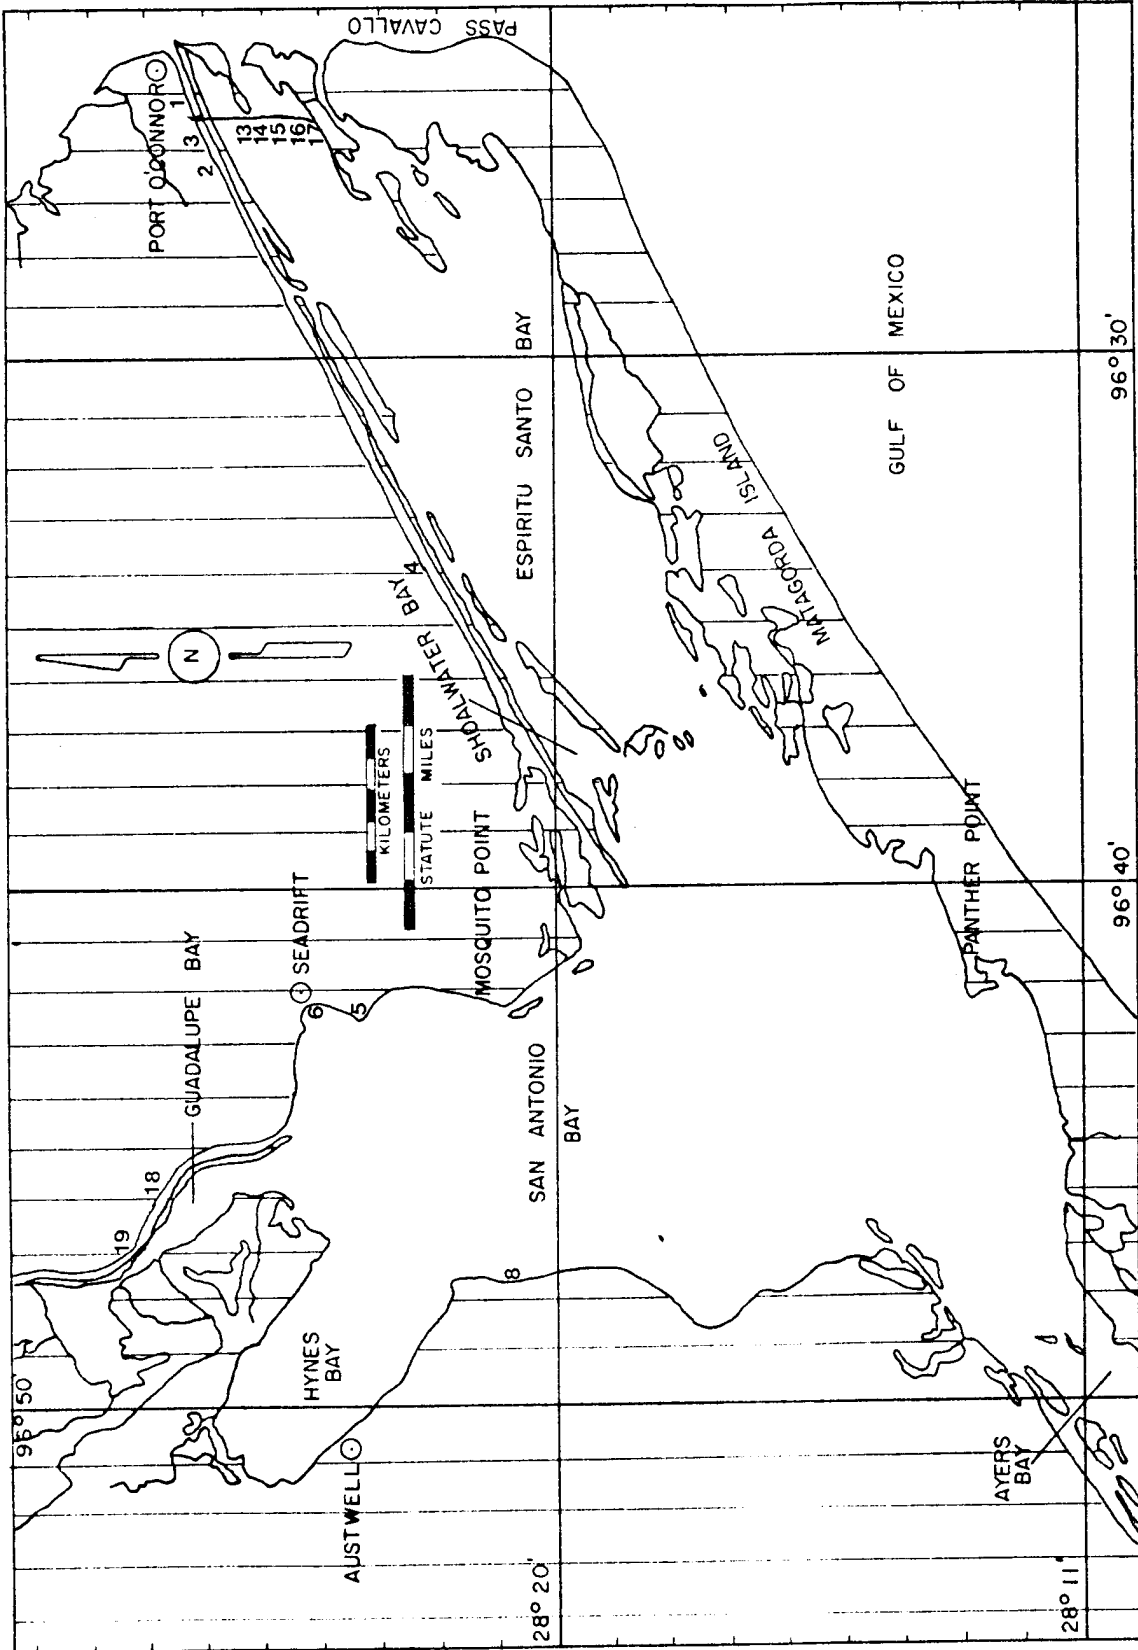 PASS CAVALLO
PORT O'CONNOR
1
3
2
13
14
15
16
17
ESPIRITU SANTO BAY
GULF OF MEXICO
96° 30'
MATAGORDA ISLAND
4
SHOALWATER BAY
N
KILOMETERS
STATUTE MILES
MOSQUITO POINT
PANTHER POINT
96° 40'
SEADRIFT
GUADALUPE BAY
6
5
SAN ANTONIO
BAY
18
19
8
HYNES
BAY
96° 50'
AUSTWELL
AYERS
BAY
28° 20'
28° 11'